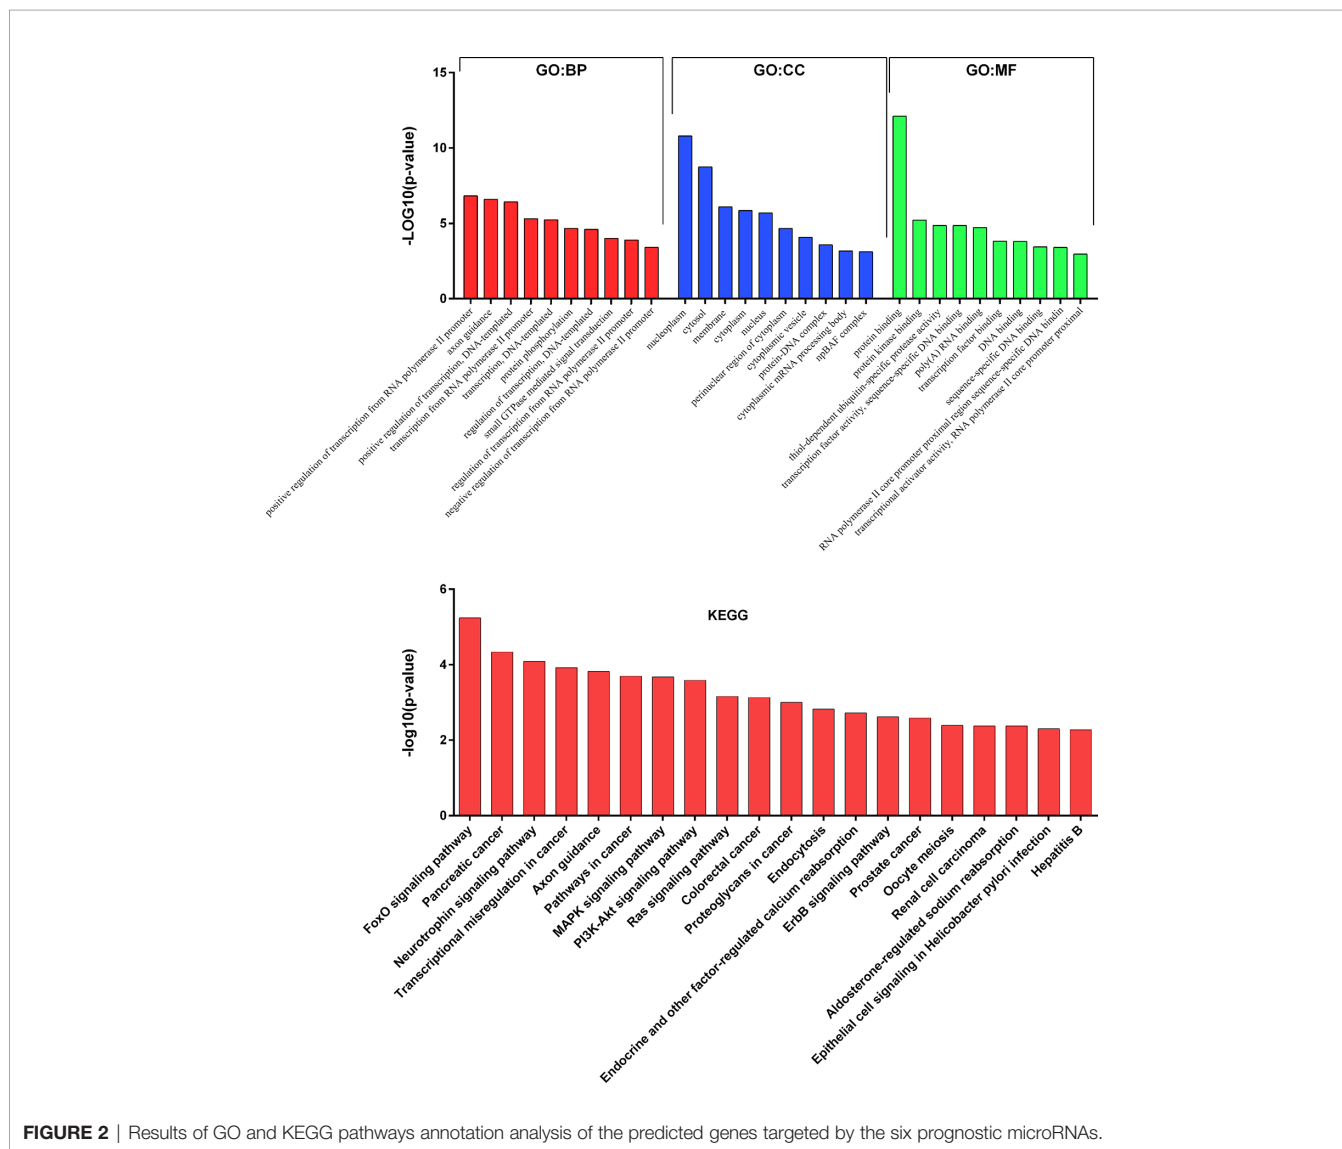 GO:BP
GO:CC
GO:MF
-LOG10(p-value)
15
10
5
0
positive regulation of transcription from RNA polymerase II promoter
axon guidance
positive regulation of transcription, DNA-templated
transcription from RNA polymerase II promoter
transcription, DNA-templated
protein phosphorylation
regulation of transcription, DNA-templated
small GTPase mediated signal transduction
regulation of transcription from RNA polymerase II promoter
negative regulation of transcription from RNA polymerase II promoter
nucleoplasm
cytosol
membrane
cytoplasm
nucleus
perinuclear region of cytoplasm
cytoplasmic vesicle
protein-DNA complex
cytoplasmic mRNA processing body
npBAF complex
protein binding
protein kinase binding
thiol-dependent ubiquitin-specific protease activity
transcription factor activity, sequence-specific DNA binding
poly(A) RNA binding
transcription factor binding
DNA binding
sequence-specific DNA binding
RNA polymerase II core promoter proximal region sequence-specific DNA bindin
transcriptional activator activity, RNA polymerase II core promoter proximal
KEGG
-log10(p-value)
6
4
2
0
FoxO signaling pathway
Pancreatic cancer
Neurotrophin signaling pathway
Transcriptional misregulation in cancer
Axon guidance
Pathways in cancer
MAPK signaling pathway
PI3K-Akt signaling pathway
Ras signaling pathway
Colorectal cancer
Proteoglycans in cancer
Endocytosis
Endocrine and other factor-regulated calcium reabsorption
ErbB signaling pathway
Prostate cancer
Oocyte meiosis
Renal cell carcinoma
Aldosterone-regulated sodium reabsorption
Epithelial cell signaling in Helicobacter pylori infection
Hepatitis B
FIGURE 2 | Results of GO and KEGG pathways annotation analysis of the predicted genes targeted by the six prognostic microRNAs.